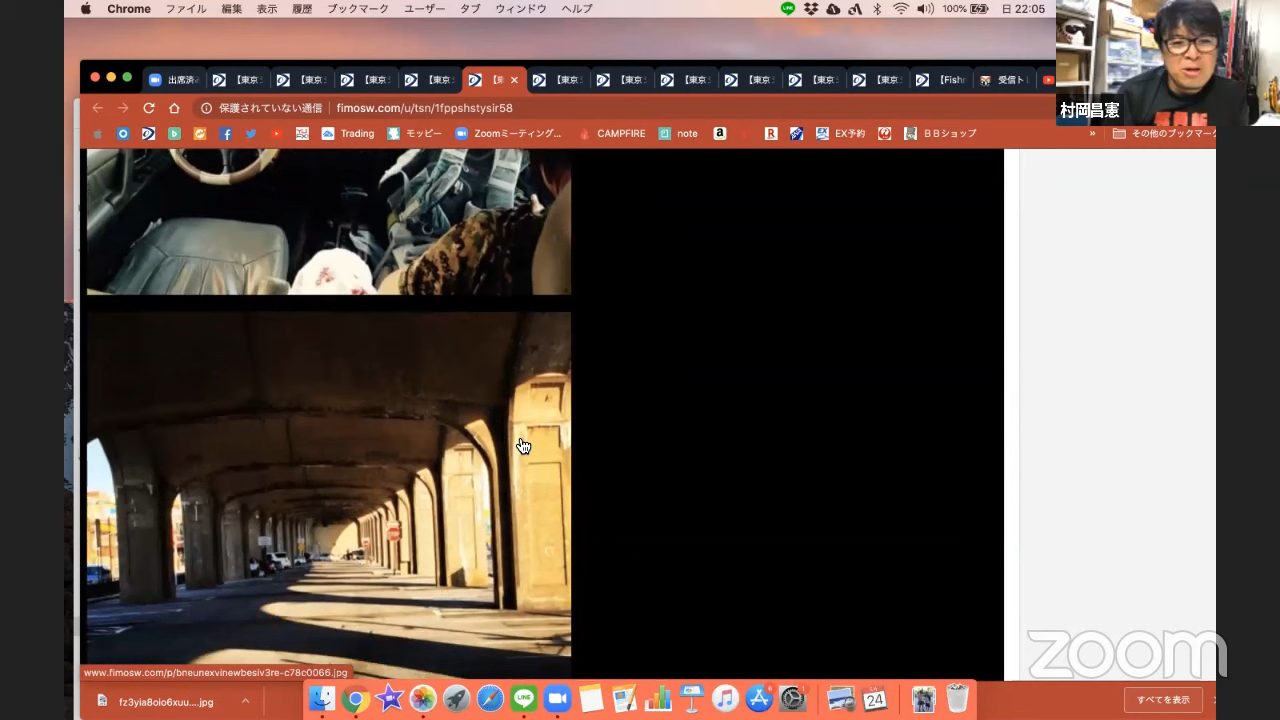 Chrome ファイル 編集 表示 履歴 ブックマーク ユーザー タブ ウィンドウ ヘルプ 100% 日 22:05
出席済 【東京 【東京 【東京 【東京 【東京 【東京 【東京 【東京 【東京 【東京 【Fish 受信ト
保護されていない通信 fimosw.com/u/tsn/1fppshstysir58
村岡昌憲
Trading モッピー Zoomミーティング... CAMPFIRE note EX予約 BBショップ » その他のブックマーク
www.fimosw.com/p/bneunexvinewbesiv3re-c78c0066.jpg
fz3yia8oio6xuu....jpg
24
すべてを表示
zoom